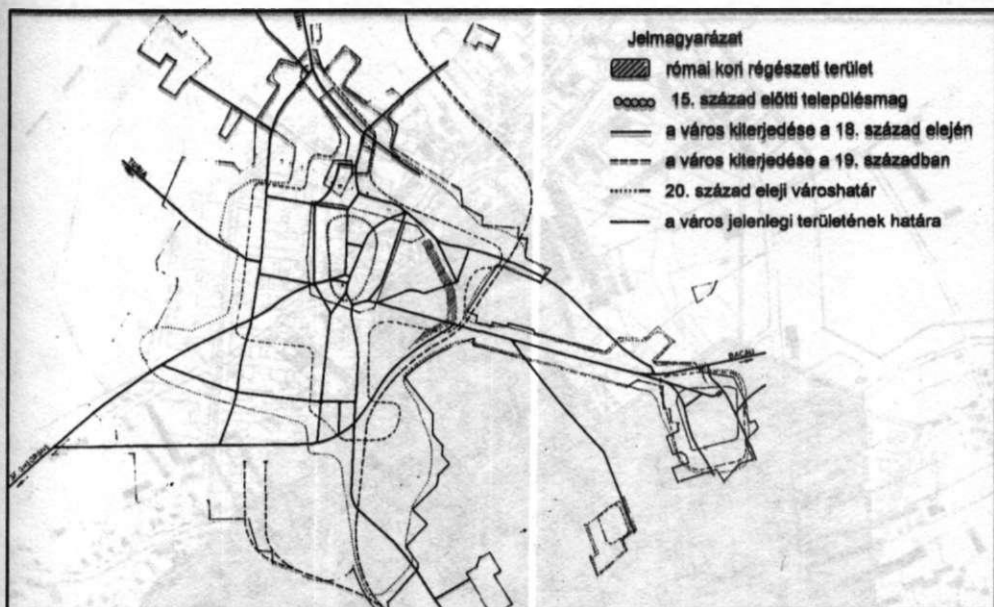 Jelmagyarázat
római kori régészeti terület
15. század előtti településmag
a város kiterjedése a 18. század elején
a város kiterjedése a 19. században
20. század eleji városhatár
a város jelenlegi területének határa
BACAU